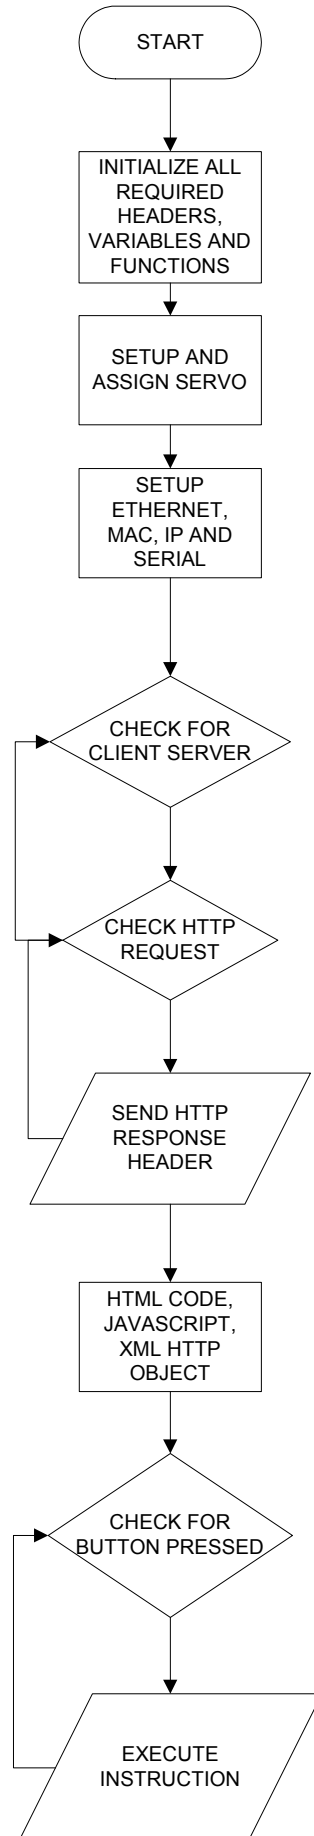 START
INITIALIZE ALL
REQUIRED
HEADERS,
VARIABLES AND
FUNCTIONS
SETUP AND
ASSIGN SERVO
SETUP
ETHERNET,
MAC, IP AND
SERIAL
CHECK FOR
CLIENT SERVER
CHECK HTTP
REQUEST
SEND HTTP
RESPONSE
HEADER
HTML CODE,
JAVASCRIPT,
XML HTTP
OBJECT
CHECK FOR
BUTTON PRESSED
EXECUTE
INSTRUCTION